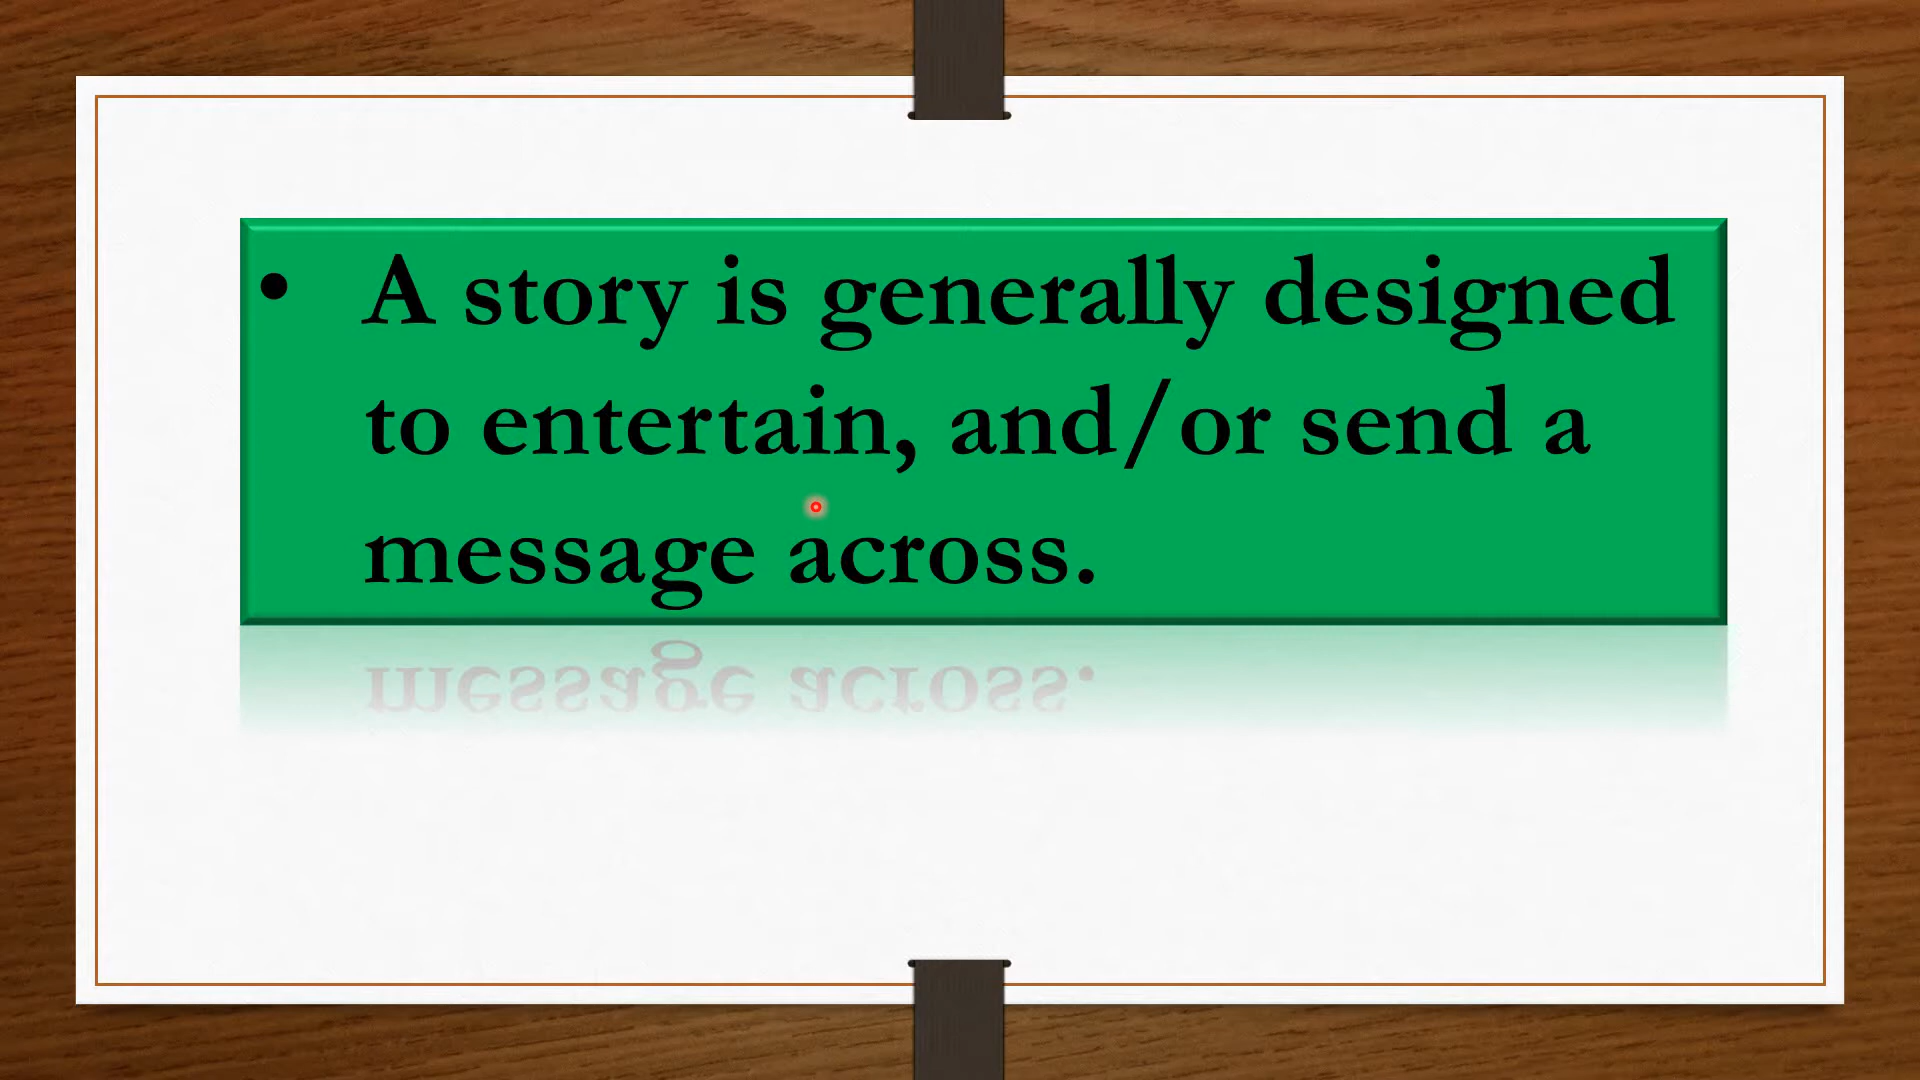 • A story is generally designed
to entertain, and/or send a
message across.